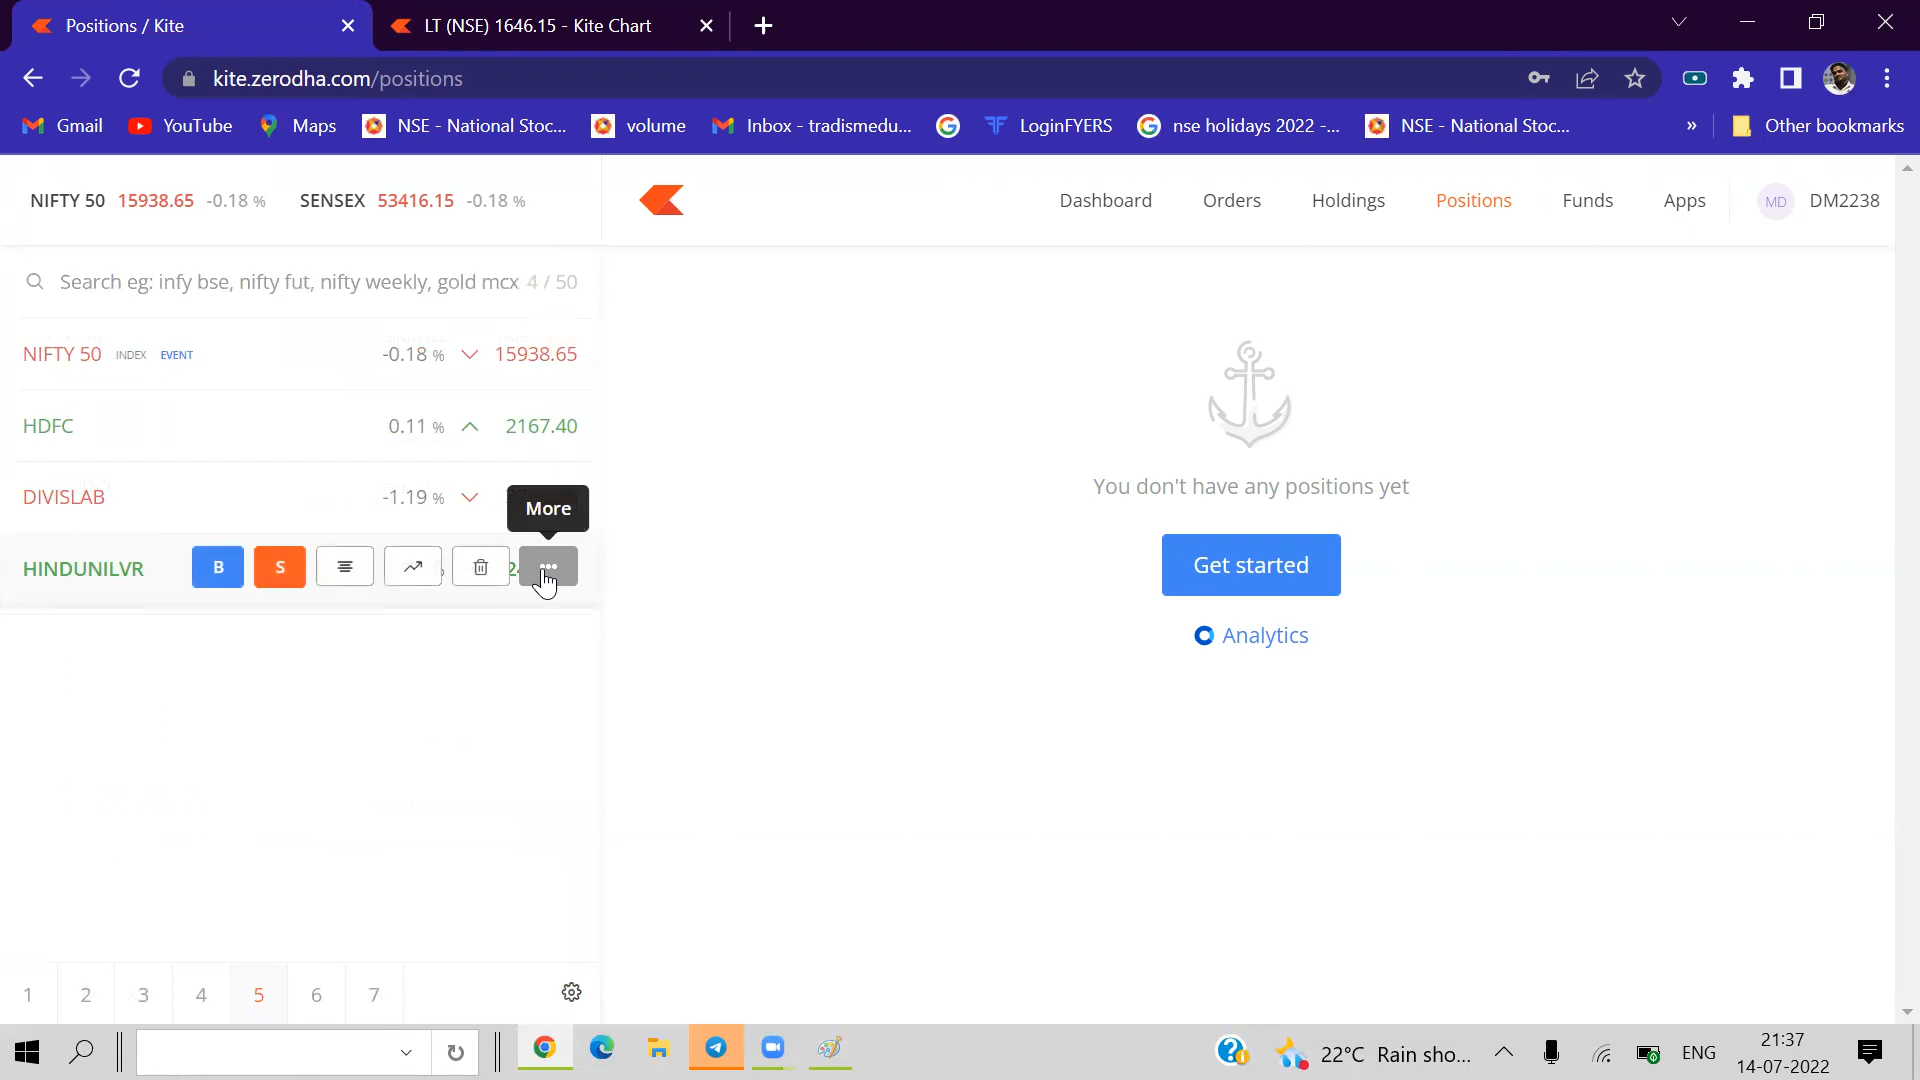 Positions / Kite
LT (NSE) 1646.15 - Kite Chart
kite.zerodha.com/positions
Gmail
YouTube
Maps
NSE - National Stoc...
volume
Inbox - tradismedu...
LoginFYERS
nse holidays 2022 -...
NSE - National Stoc...
»
Other bookmarks
NIFTY 50 15938.65 -0.18 %
SENSEX 53416.15 -0.18 %
Dashboard
Orders
Holdings
Positions
Funds
Apps
MD
DM2238
Search eg: infy bse, nifty fut, nifty weekly, gold mcx 4 / 50
NIFTY 50 INDEX EVENT -0.18 % 15938.65
HDFC 0.11 % 2167.40
DIVISLAB -1.19 %
More
HINDUNILVR B S
You don't have any positions yet
Get started
Analytics
1 2 3 4 5 6 7
22°C Rain sho...
ENG
21:37
14-07-2022